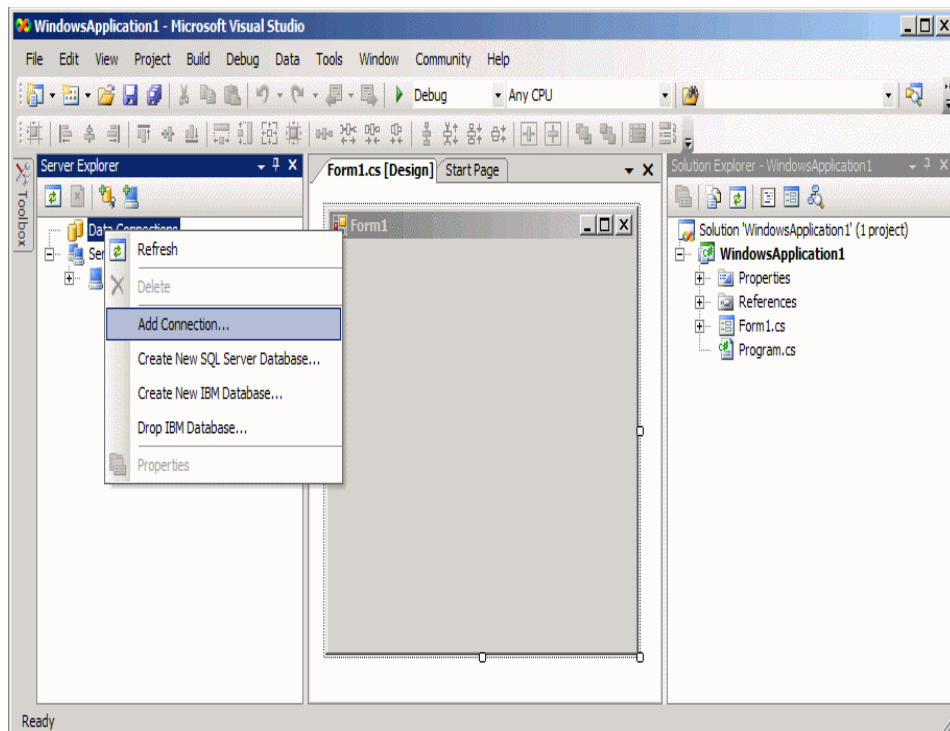 WindowsApplication1 - Microsoft Visual Studio
File Edit View Project Build Debug Data Tools Window Community Help
Debug Any CPU
Toolbox
Server Explorer
Data Connections
Ser
Refresh
Delete
Add Connection...
Create New SQL Server Database...
Create New IBM Database...
Drop IBM Database...
Properties
Form1.cs [Design] Start Page
Form1
Solution Explorer - WindowsApplication1
Solution 'WindowsApplication1' (1 project)
WindowsApplication1
Properties
References
Form1.cs
Program.cs
Ready